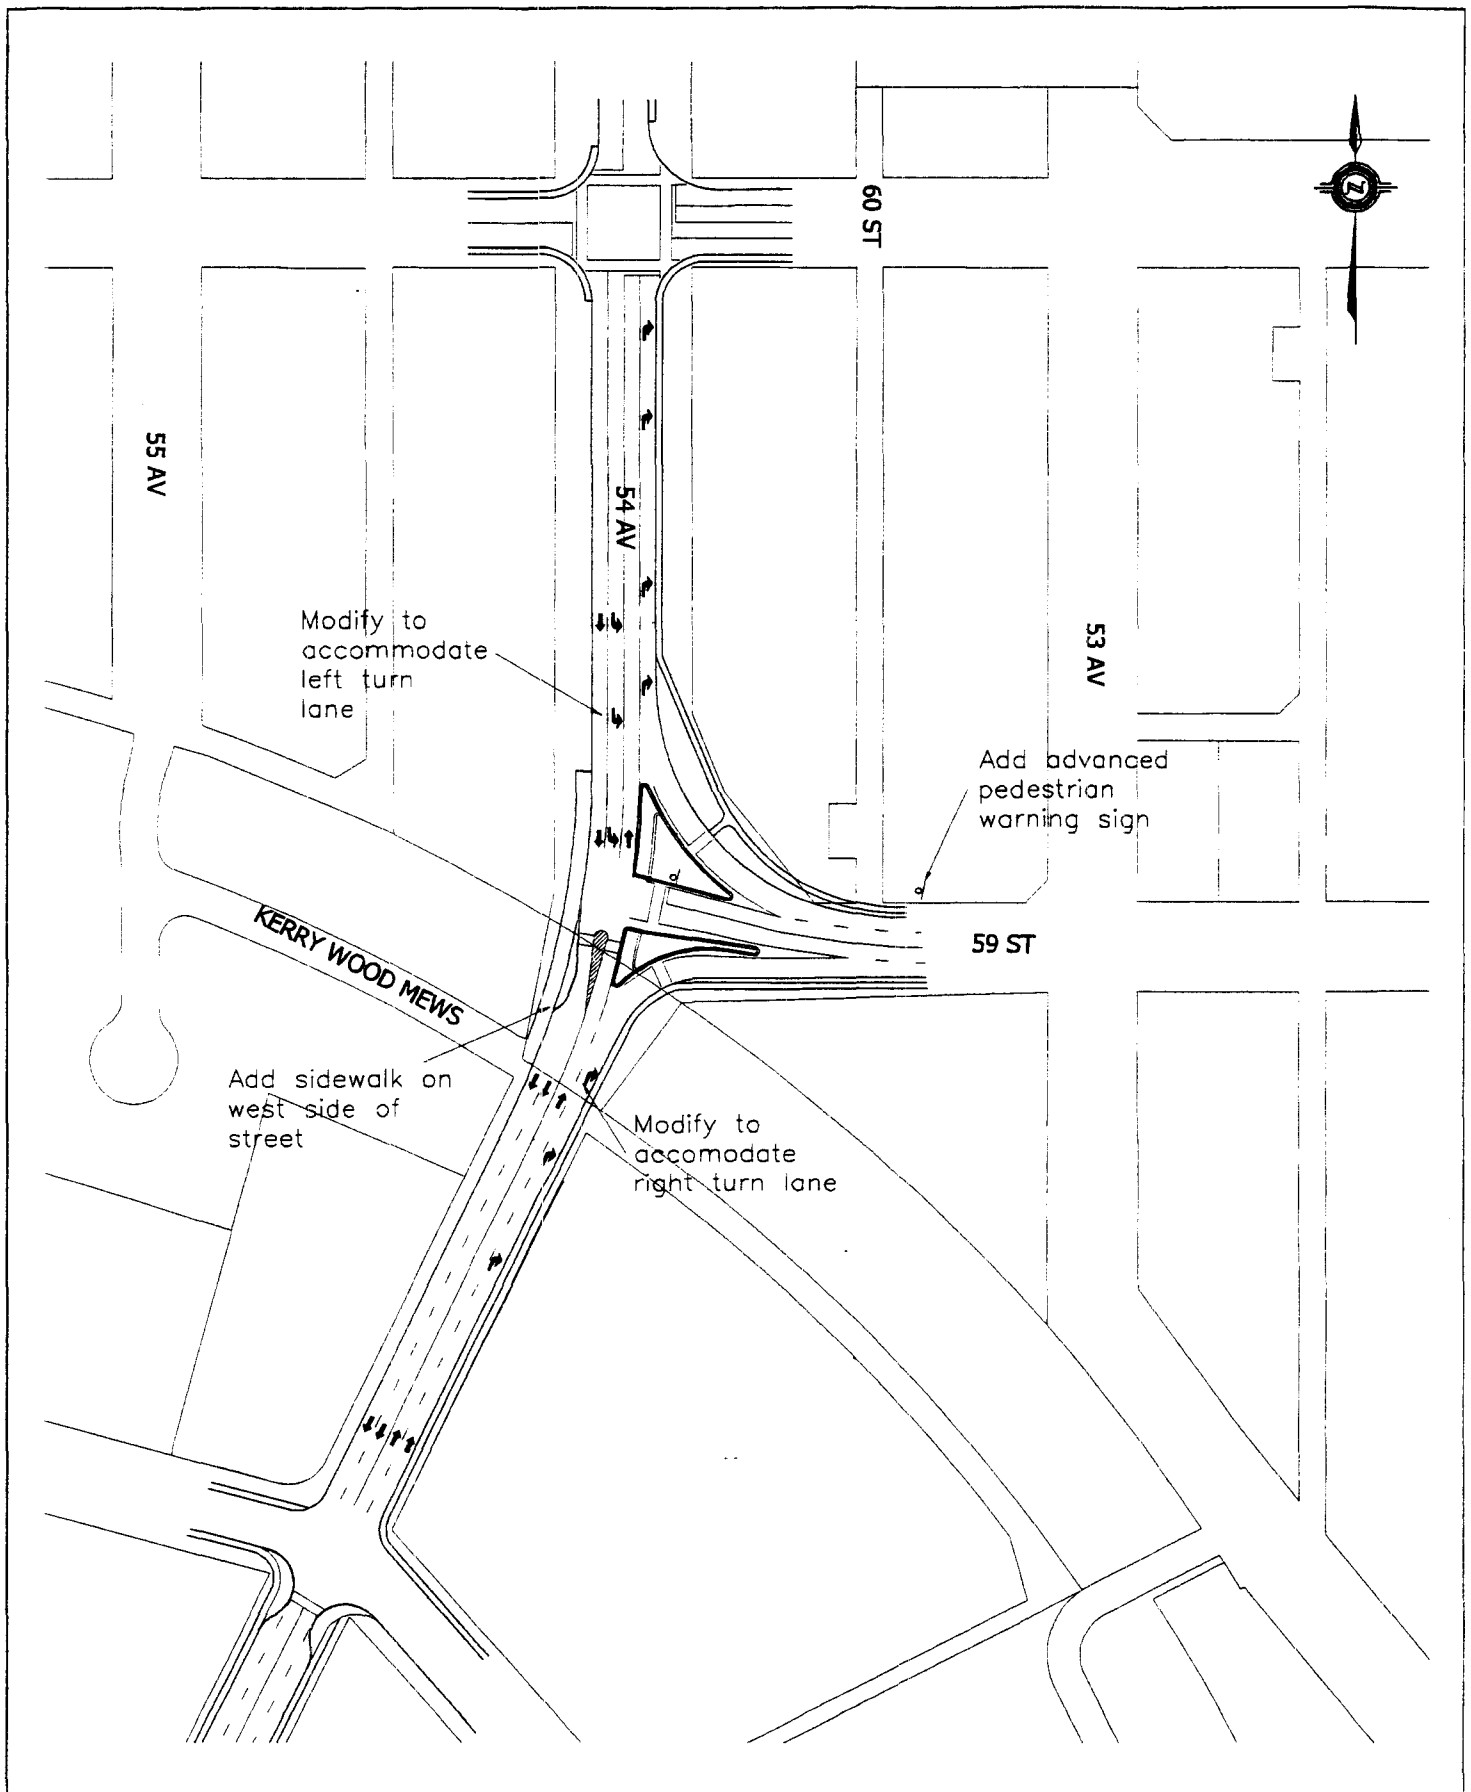 60 ST
Z
55 AV
54 AV
Modify to
accommodate
left turn
lane
53 AV
Add advanced
pedestrian
warning sign
59 ST
KERRY WOOD MEWS
Add sidewalk on
west side of
street
Modify to
accomodate
right turn lane